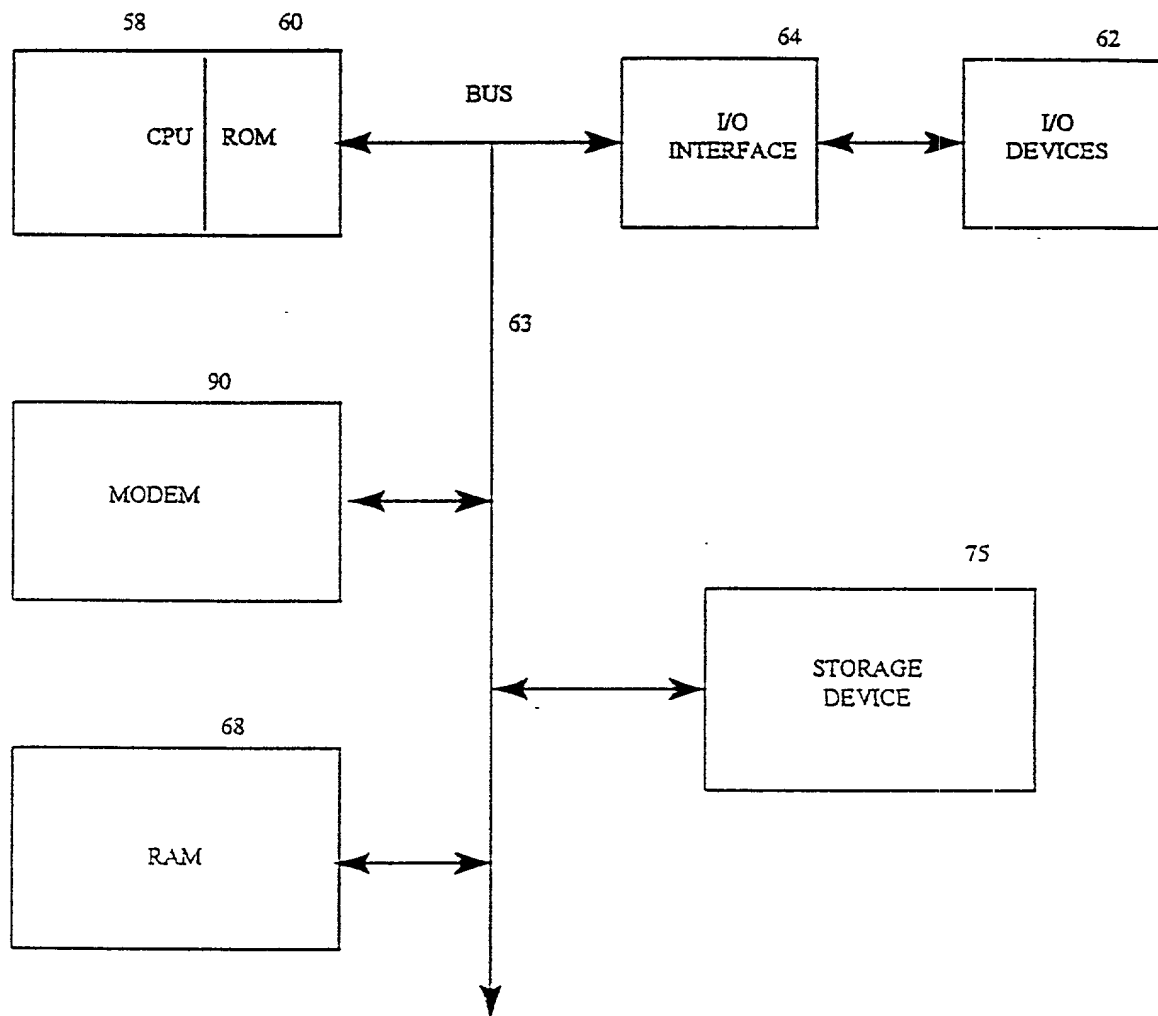 58 60
64 62
BUS
CPU ROM
I/O
INTERFACE
I/O
DEVICES
63
90
MODEM
75
STORAGE
DEVICE
68
RAM